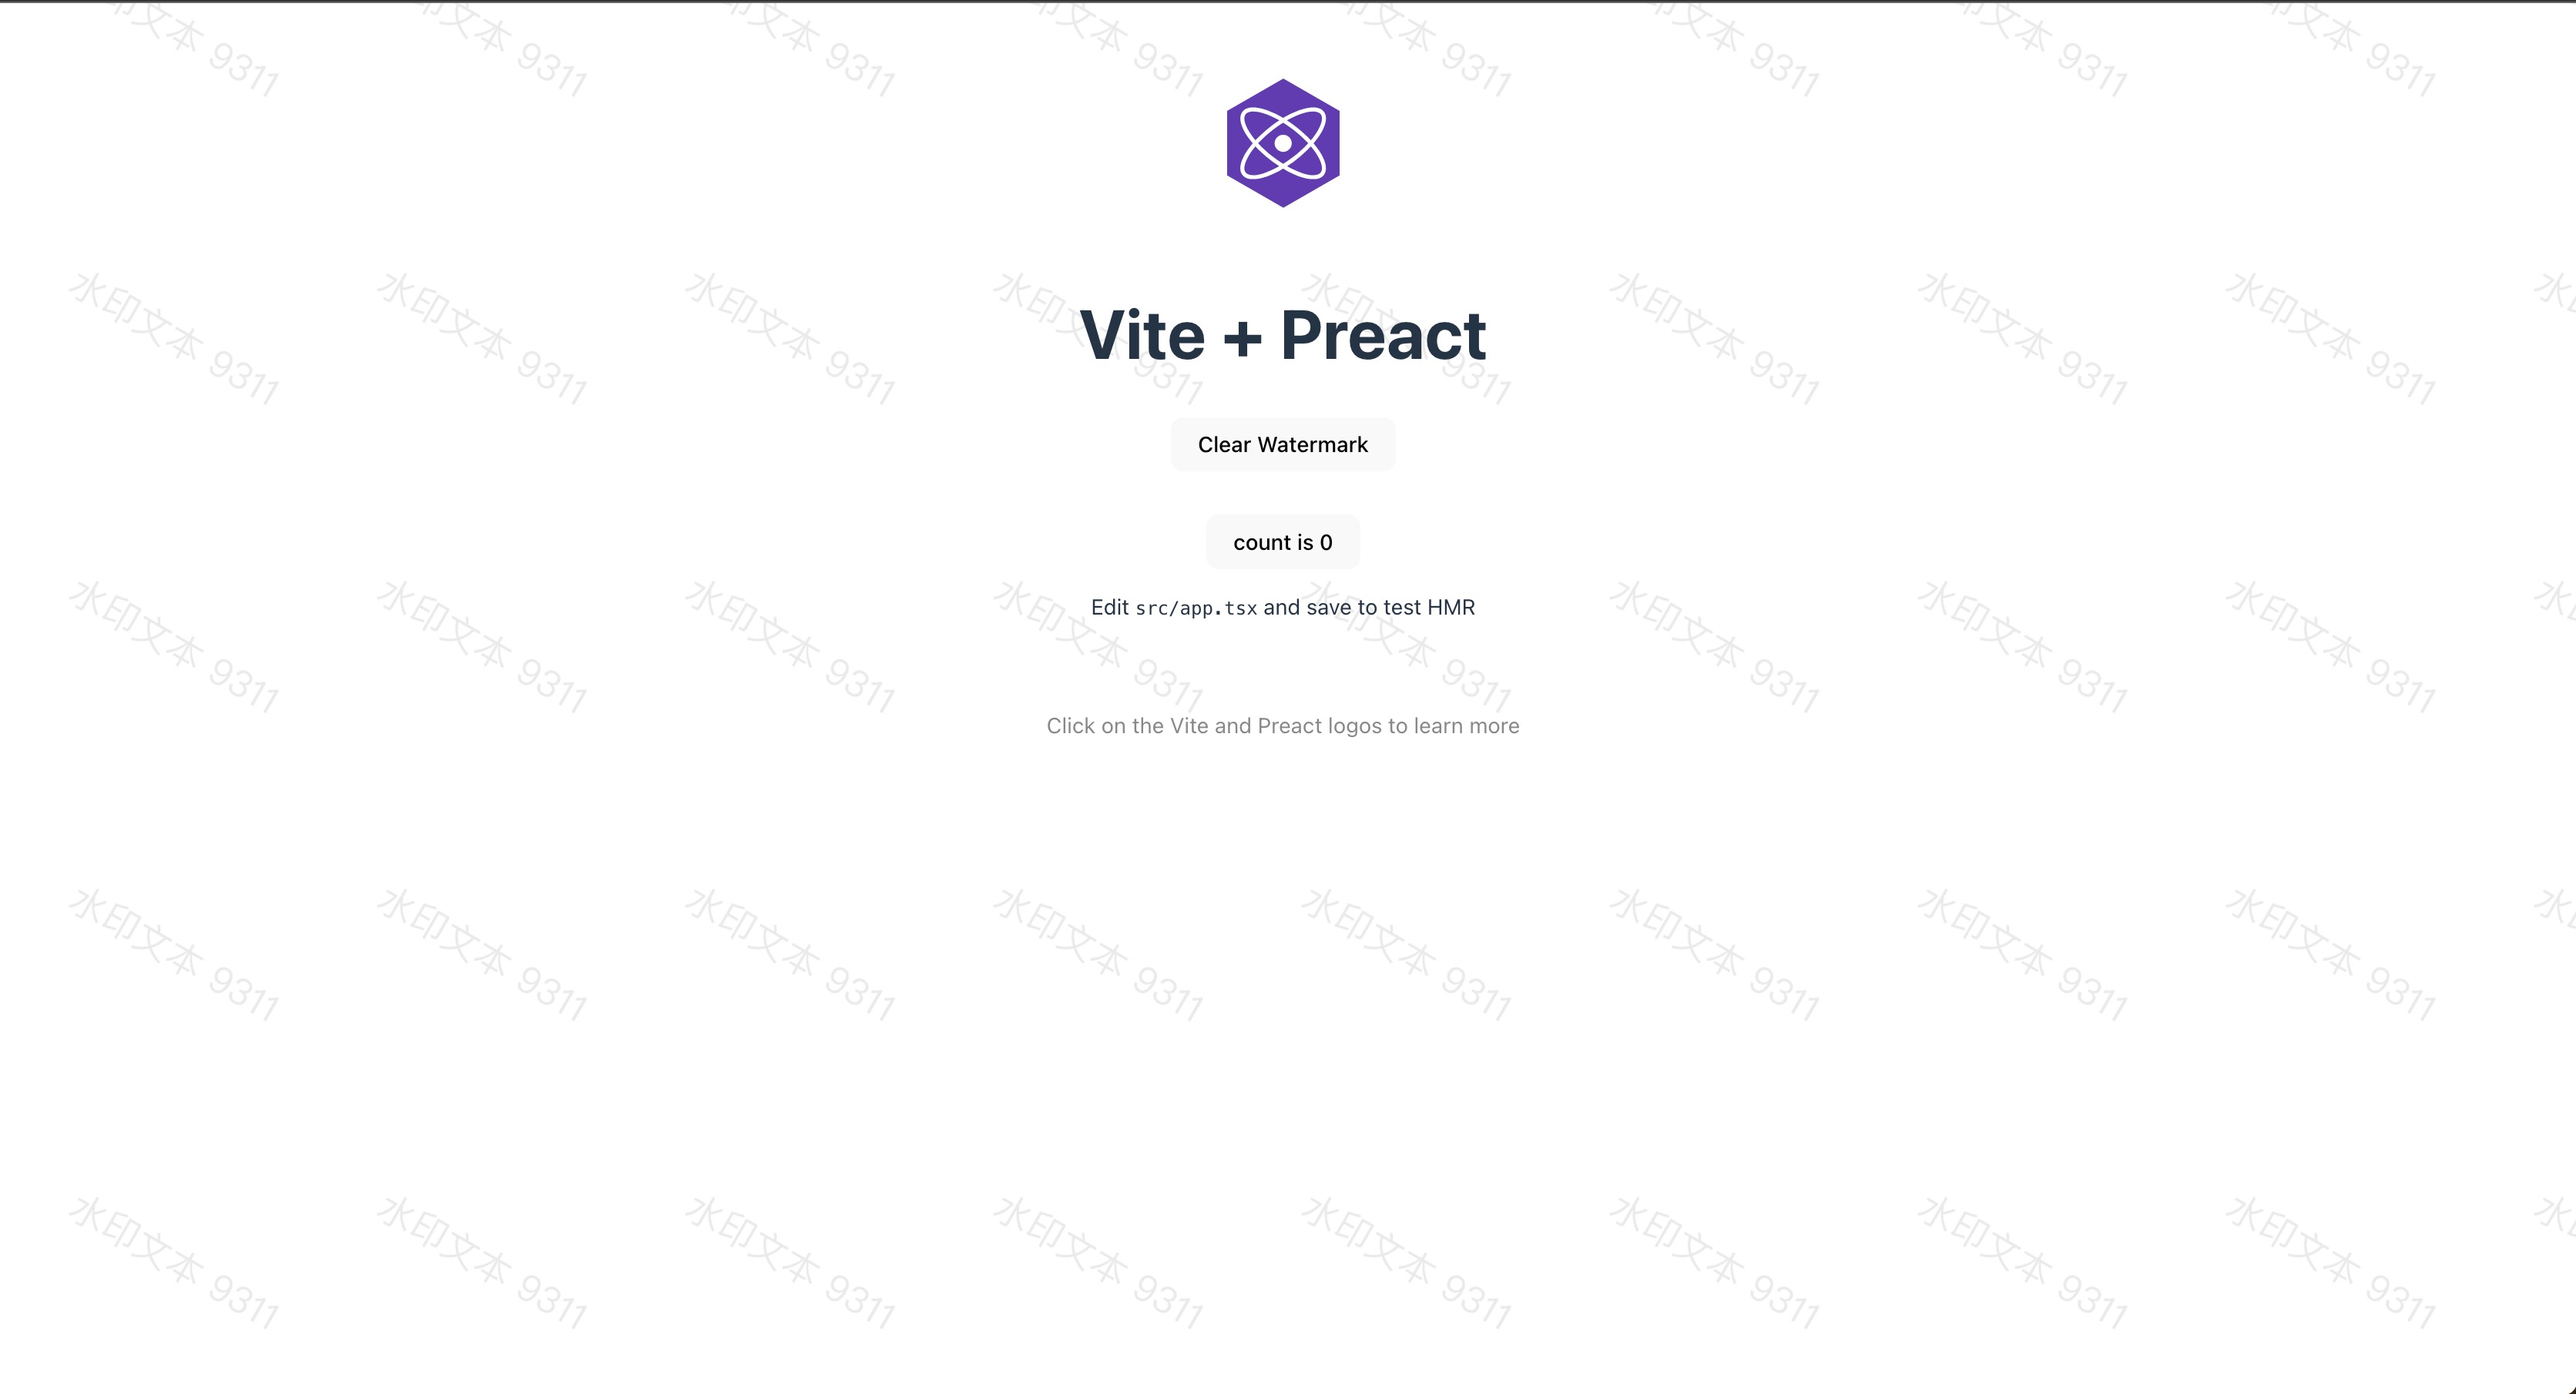 水印文本 9311
Vite + Preact
Clear Watermark
count is 0
Edit src/app.tsx and save to test HMR
Click on the Vite and Preact logos to learn more